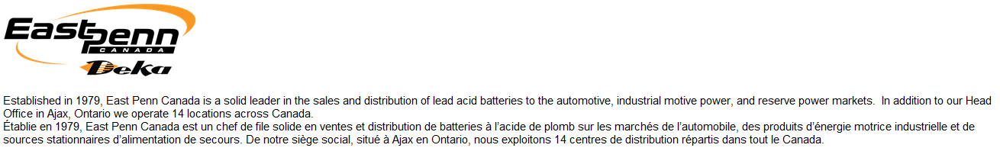 East penn
CANADA
Deka
Established in 1979, East Penn Canada is a solid leader in the sales and distribution of lead acid batteries to the automotive, industrial motive power, and reserve power markets.  In addition to our Head
Office in Ajax, Ontario we operate 14 locations across Canada.
Établie en 1979, East Penn Canada est un chef de file solide en ventes et distribution de batteries à l’acide de plomb sur les marchés de l’automobile, des produits d’énergie motrice industrielle et de
sources stationnaires d’alimentation de secours. De notre siège social, situé à Ajax en Ontario, nous exploitons 14 centres de distribution répartis dans tout le Canada.